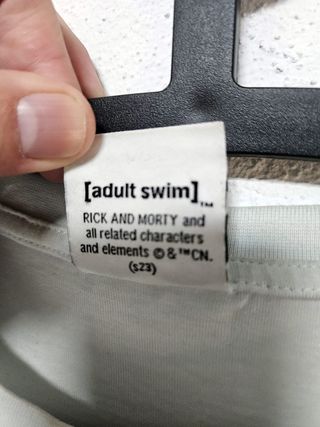 [adult swim]™
RICK AND MORTY and
all related characters
and elements © & ™ CN.
(s23)